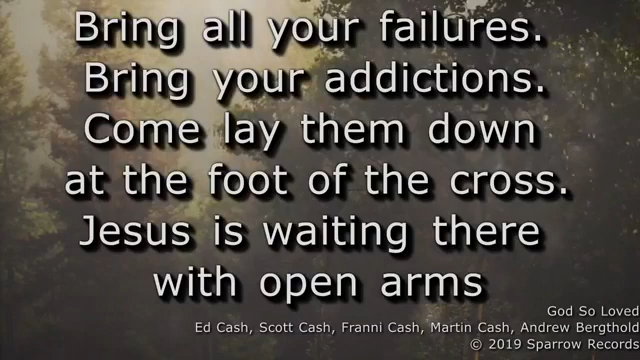 Bring all your failures.
Bring your addictions.
Come lay them down
at the foot of the cross.
Jesus is waiting there
with open arms
God So Loved
Ed Cash, Scott Cash, Franni Cash, Martin Cash, Andrew Bergthold
© 2019 Sparrow Records